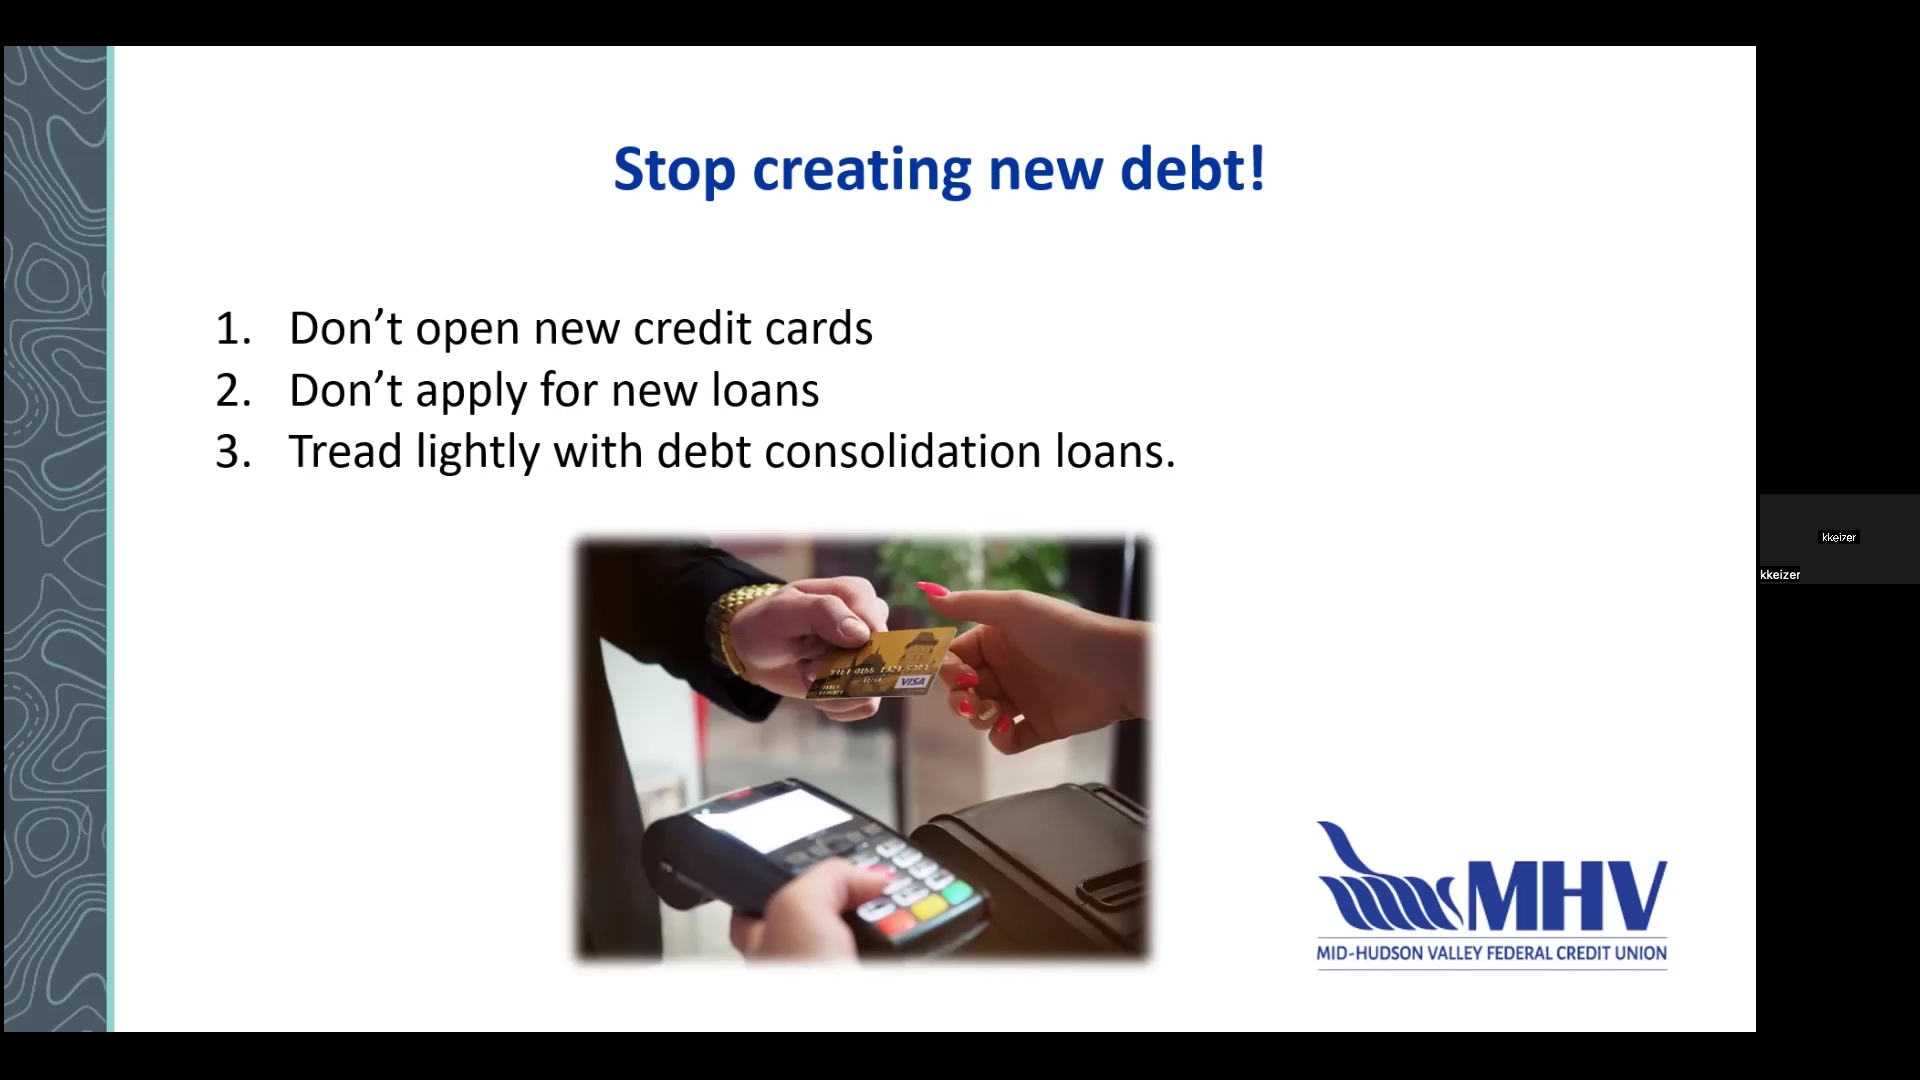 Stop creating new debt!
1. Don’t open new credit cards
2. Don’t apply for new loans
3. Tread lightly with debt consolidation loans.
VISA
MHV
MID-HUDSON VALLEY FEDERAL CREDIT UNION
kkeizer
kkeizer